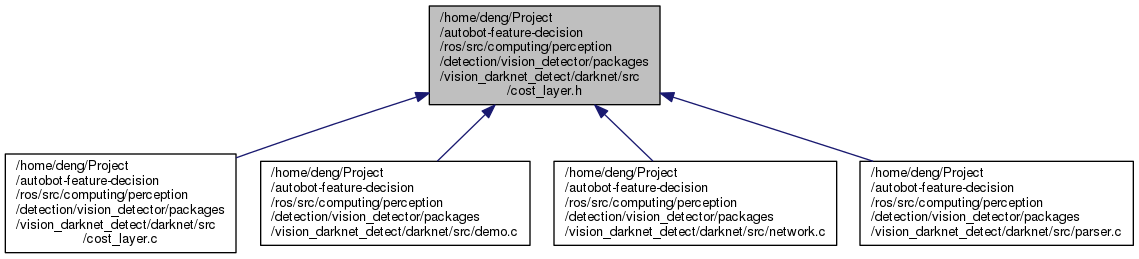 /home/deng/Project
/autobot-feature-decision
/ros/src/computing/perception
/detection/vision_detector/packages
/vision_darknet_detect/darknet/src
/cost_layer.h
/home/deng/Project
/autobot-feature-decision
/ros/src/computing/perception
/detection/vision_detector/packages
/vision_darknet_detect/darknet/src
/cost_layer.c
/home/deng/Project
/autobot-feature-decision
/ros/src/computing/perception
/detection/vision_detector/packages
/vision_darknet_detect/darknet/src/demo.c
/home/deng/Project
/autobot-feature-decision
/ros/src/computing/perception
/detection/vision_detector/packages
/vision_darknet_detect/darknet/src/network.c
/home/deng/Project
/autobot-feature-decision
/ros/src/computing/perception
/detection/vision_detector/packages
/vision_darknet_detect/darknet/src/parser.c